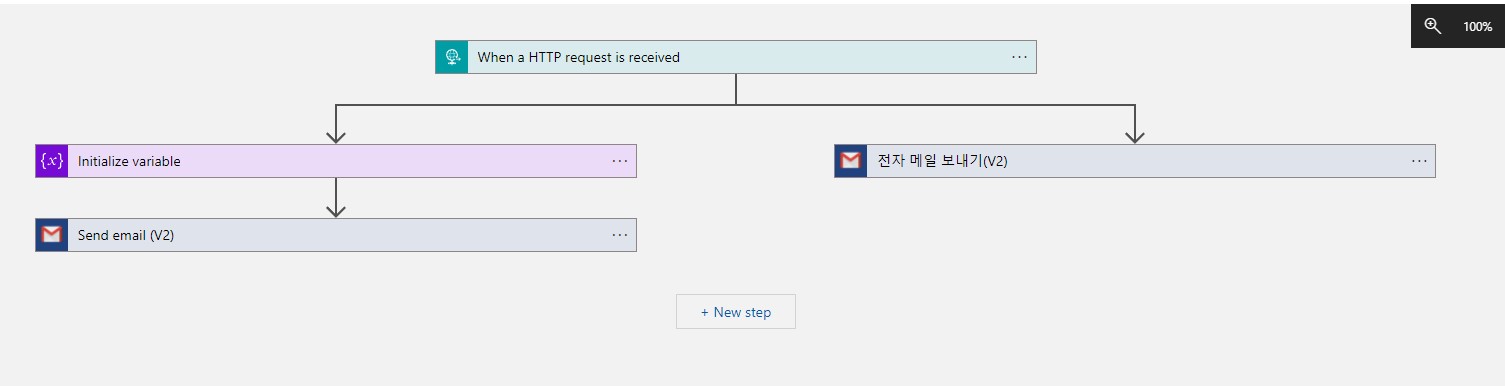 100%
When a HTTP request is received
{x} Initialize variable
전자 메일 보내기(V2)
Send email (V2)
+ New step